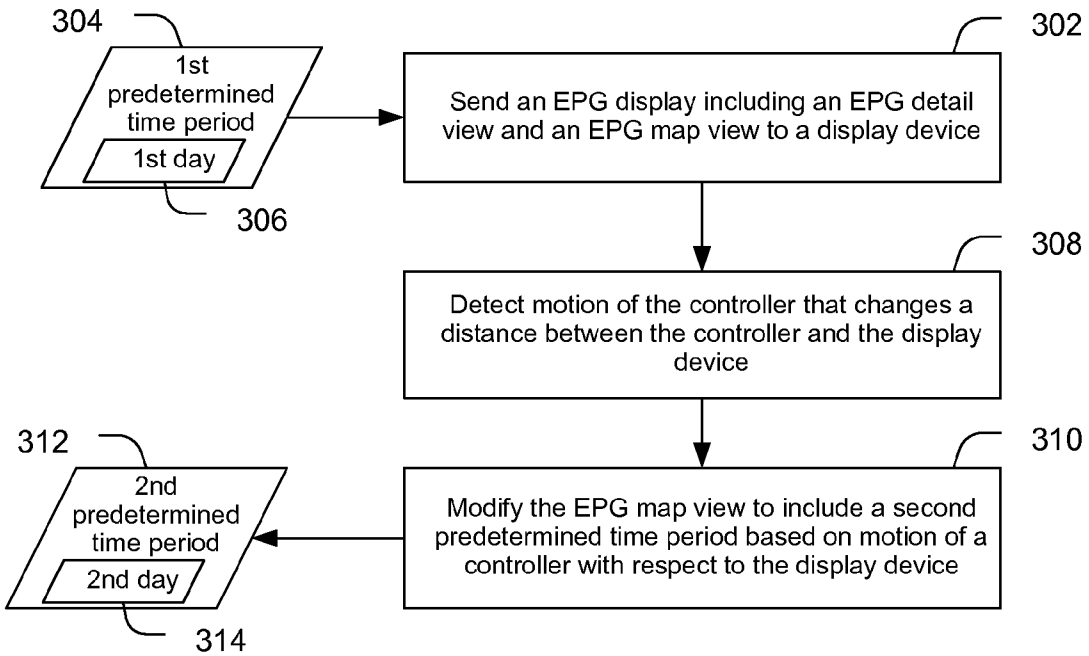 304
302
1st
predetermined
time period
1st day
306
Send an EPG display including an EPG detail
view and an EPG map view to a display device
308
Detect motion of the controller that changes a
distance between the controller and the display
device
312
310
2nd
predetermined
time period
2nd day
314
Modify the EPG map view to include a second
predetermined time period based on motion of a
controller with respect to the display device